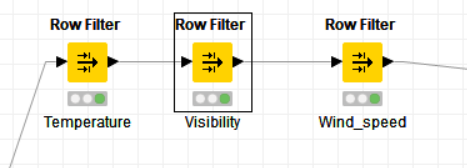 Row Filter
Row Filter
Row Filter
Temperature
Visibility
Wind_speed